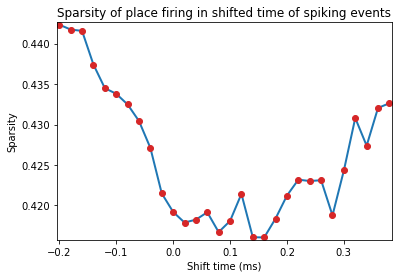 Sparsity of place firing in shifted time of spiking events
0.440
0.435
0.430
0.425
0.420
Sparsity
−0.2 −0.1 0.0 0.1 0.2 0.3
Shift time (ms)